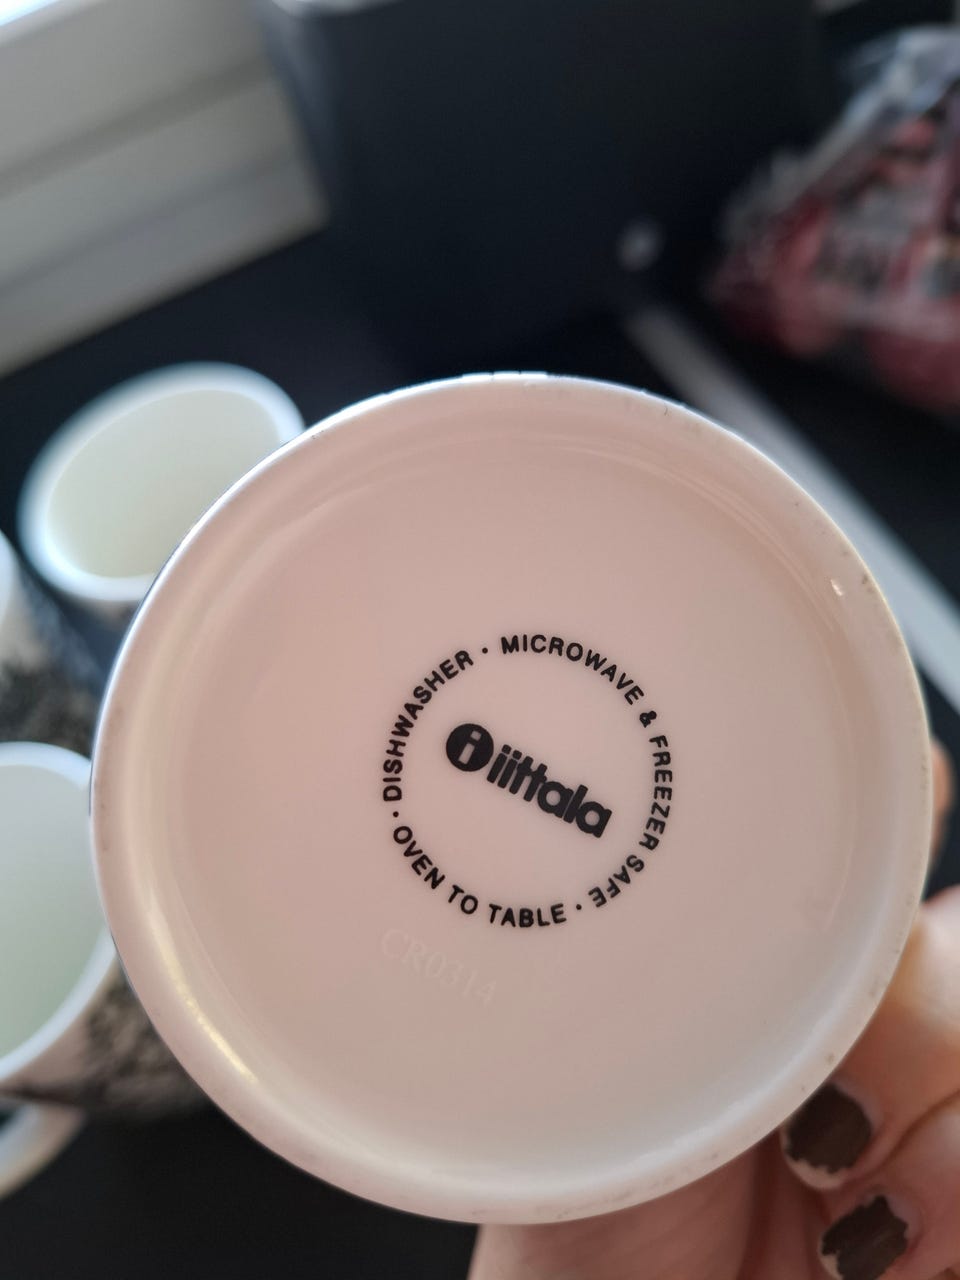 DISHWASHER · MICROWAVE & FREEZER SAFE · OVEN TO TABLE ·
i iittala
CR0314